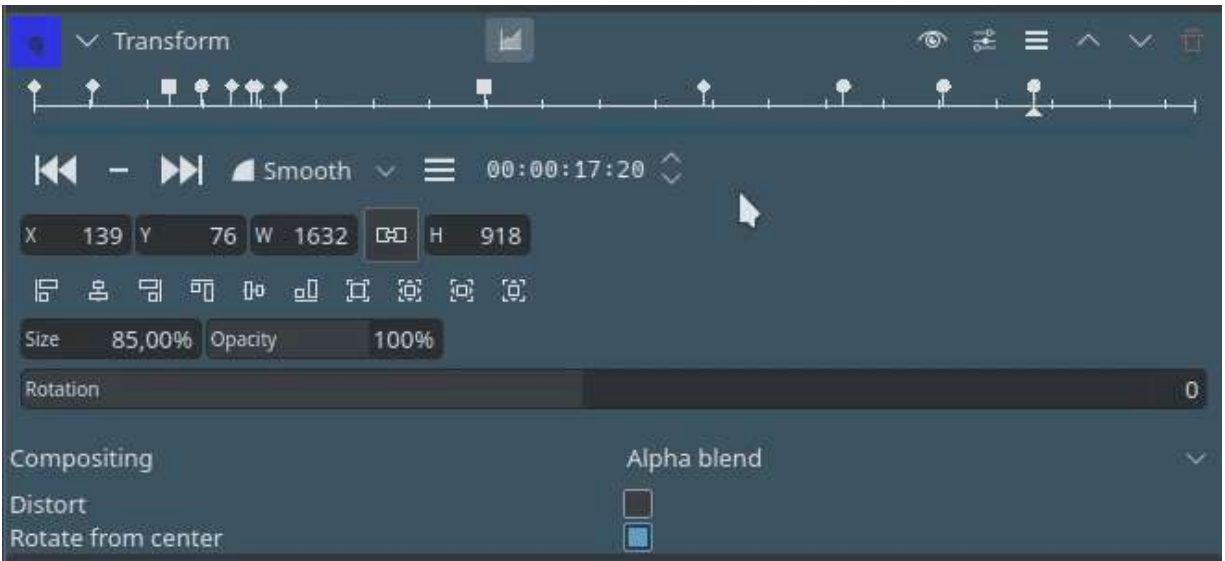 Transform
Smooth 00:00:17:20
X 139 Y 76 W 1632 H 918
Size 85,00% Opacity 100%
Rotation 0
Compositing Alpha blend
Distort
Rotate from center